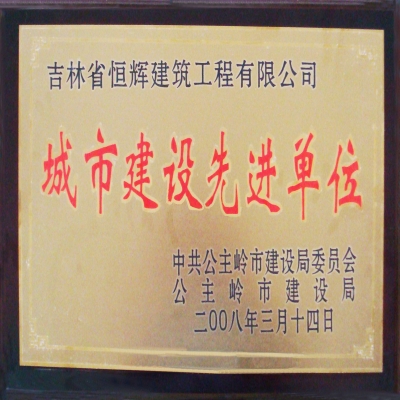 吉林省恒辉建筑工程有限公司
城市建设先进单位
中共公主岭市建设局委员会
公主岭市建设局
二〇〇八年三月十四日